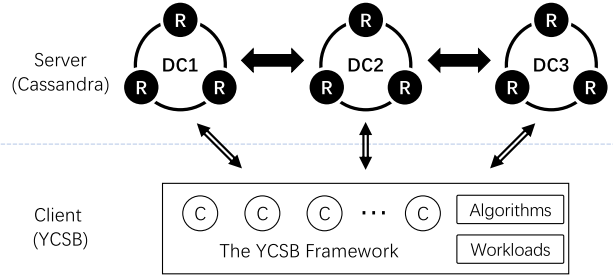 R R R
Server
(Cassandra)
DC1 DC2 DC3
R R R R R R
Client
(YCSB)
C C C ··· C
Algorithms
The YCSB Framework
Workloads